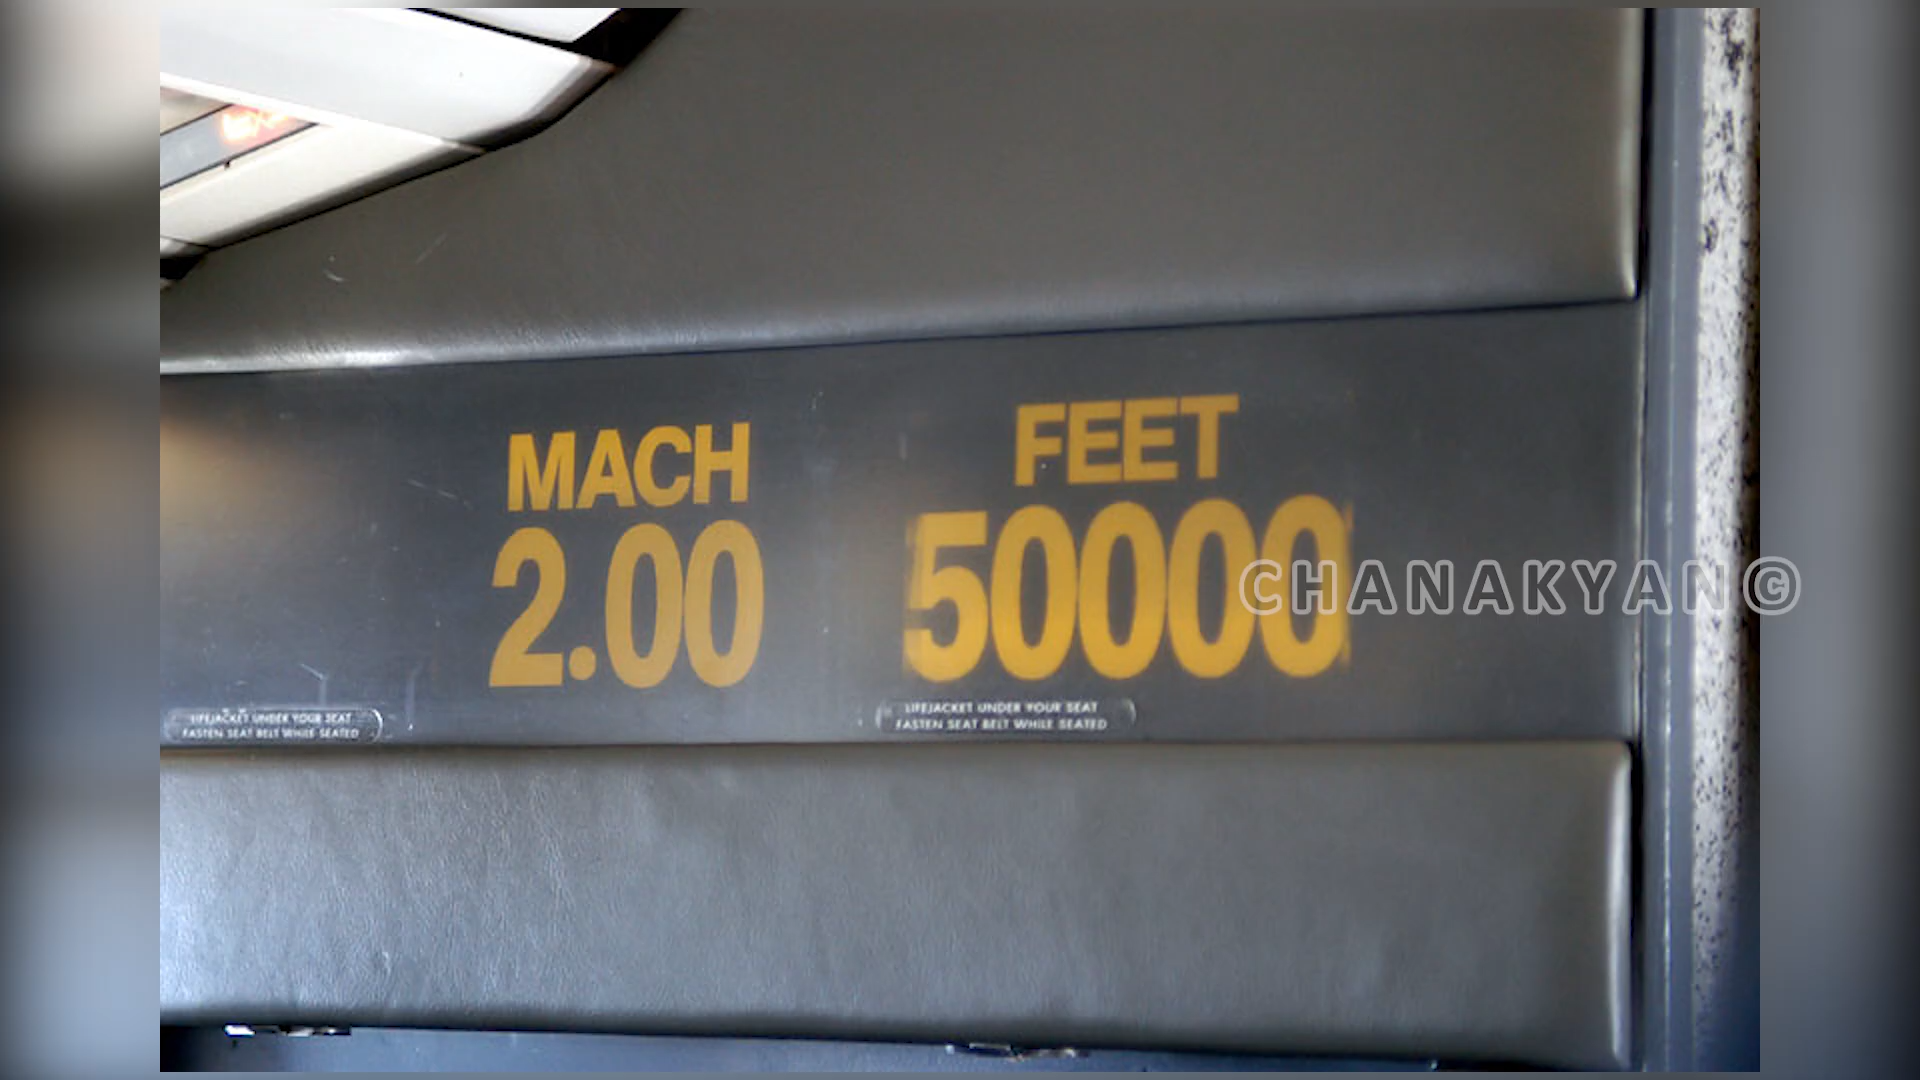 MACH
2.00
FEET
50000
CHANAKYAN©
LIFEJACKET UNDER YOUR SEAT
FASTEN SEAT BELT WHILE SEATED
LIFEJACKET UNDER YOUR SEAT
FASTEN SEAT BELT WHILE SEATED